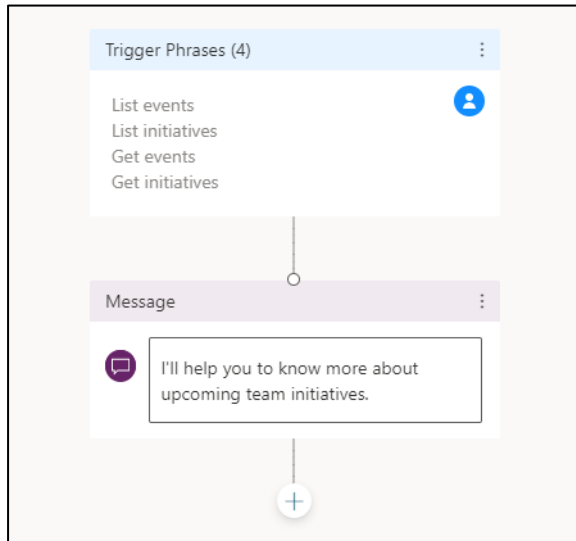 Trigger Phrases (4)
List events
List initiatives
Get events
Get initiatives
Message
I'll help you to know more about
upcoming team initiatives.